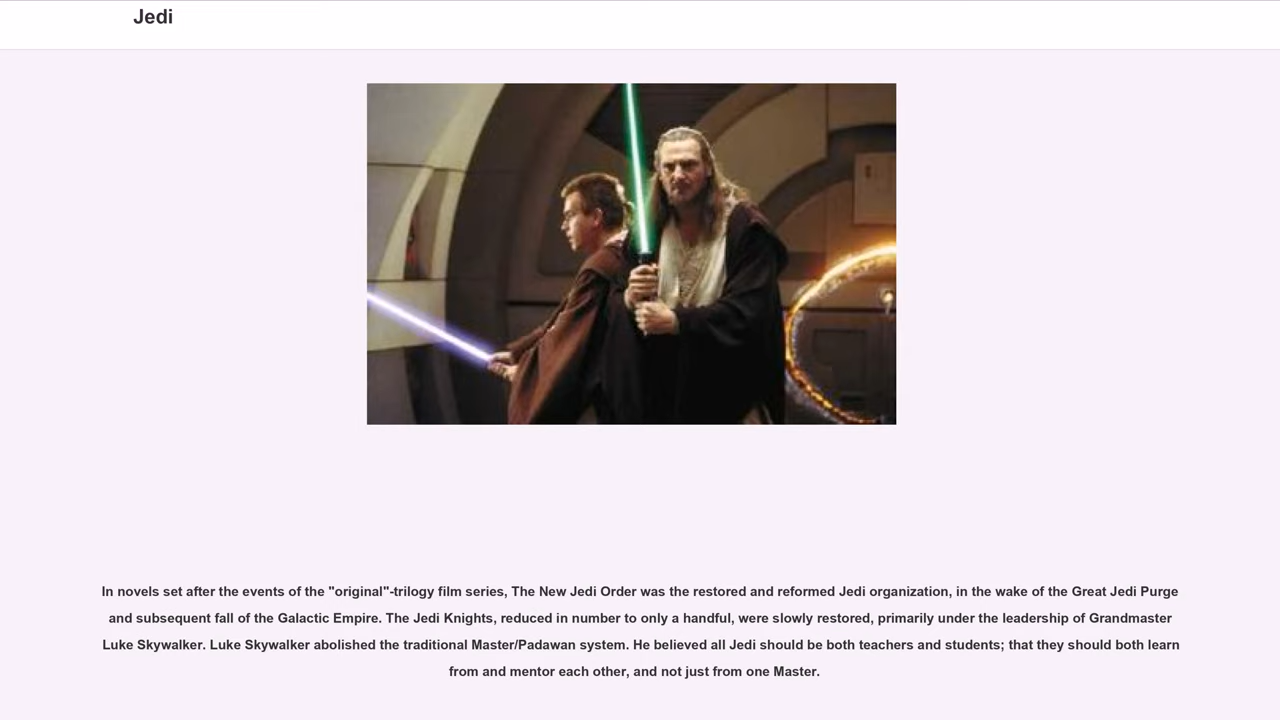 Jedi
In novels set after the events of the "original"-trilogy film series, The New Jedi Order was the restored and reformed Jedi organization, in the wake of the Great Jedi Purge
and subsequent fall of the Galactic Empire. The Jedi Knights, reduced in number to only a handful, were slowly restored, primarily under the leadership of Grandmaster
Luke Skywalker. Luke Skywalker abolished the traditional Master/Padawan system. He believed all Jedi should be both teachers and students; that they should both learn
from and mentor each other, and not just from one Master.